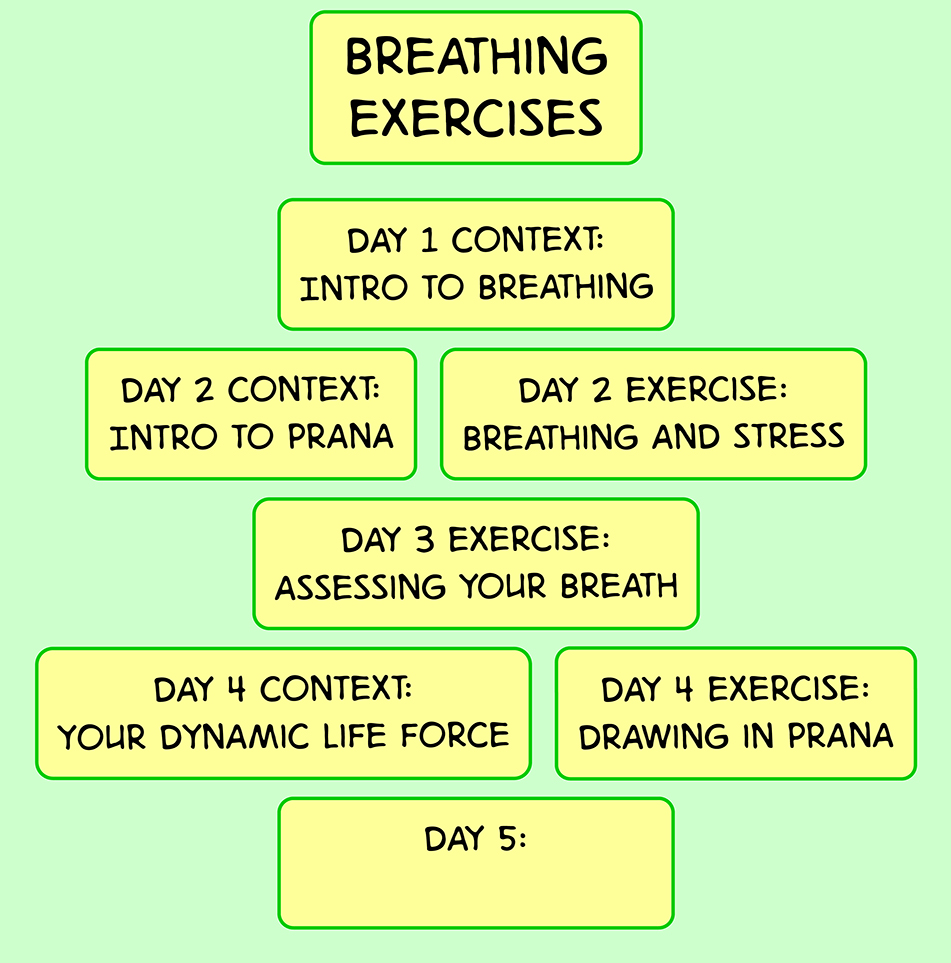 BREATHING
EXERCISES
DAY 1 CONTEXT:
INTRO TO BREATHING
DAY 2 CONTEXT:
INTRO TO PRANA
DAY 2 EXERCISE:
BREATHING AND STRESS
DAY 3 EXERCISE:
ASSESSING YOUR BREATH
DAY 4 CONTEXT:
YOUR DYNAMIC LIFE FORCE
DAY 4 EXERCISE:
DRAWING IN PRANA
DAY 5: